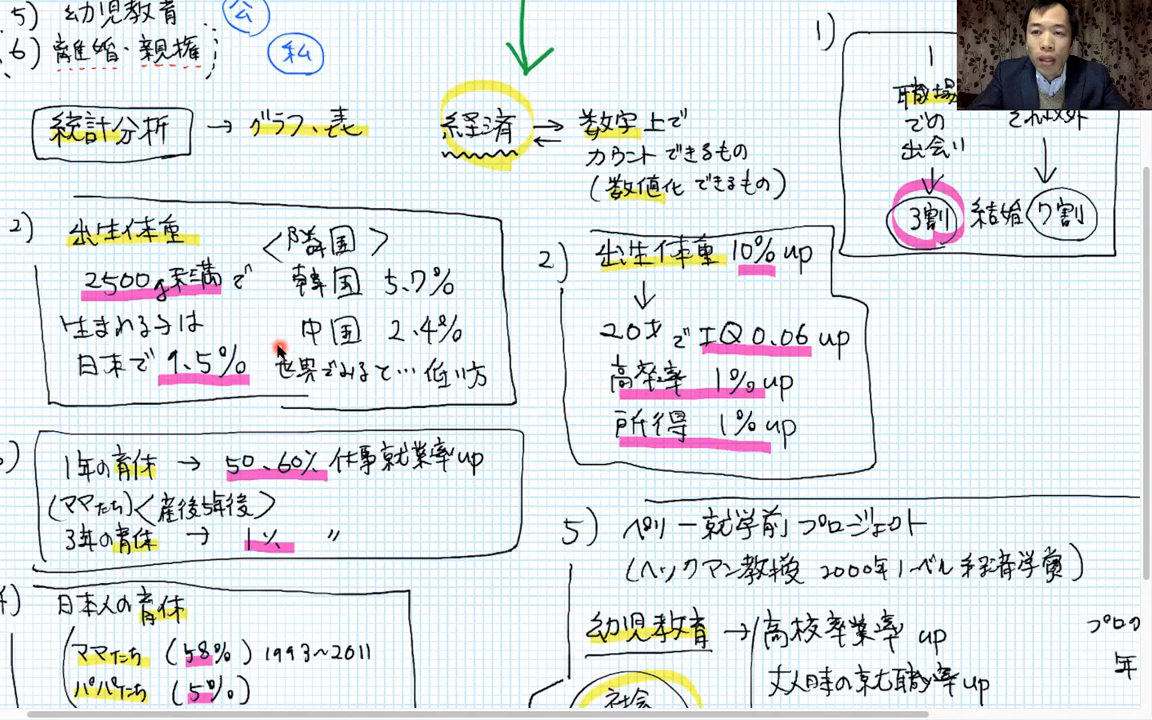 5) 幼児教育
公
6) 離婚・親権
私
統計分析 → グラフ、表
経済 数字上で
カウントできるもの
(数値化できるもの)
1)
1
職場
での
出会い
それ以外
3割 結婚 7割
2) 出生体重
2500g未満で
生まれる子は
日本で 9.5%
<隣国>
韓国 5.7%
中国 2.4%
世界でみると…低い方
2) 出生体重 10% up
20才で IQ 0.06 up
高卒率 1% up
所得 1% up
1年の育休 → 50、60% 仕事就業率up
(ママたち)<産後5年後>
3年の育休 → 1% 〃
日本人の育休
ママたち (58%) 1993~2011
パパたち (5%)
5) ペリー就学前プロジェクト
(ヘックマン教授 2000年ノーベル経済学賞)
幼児教育 → 高校卒業率 up
大人時の就職率 up
社会
プロの
年